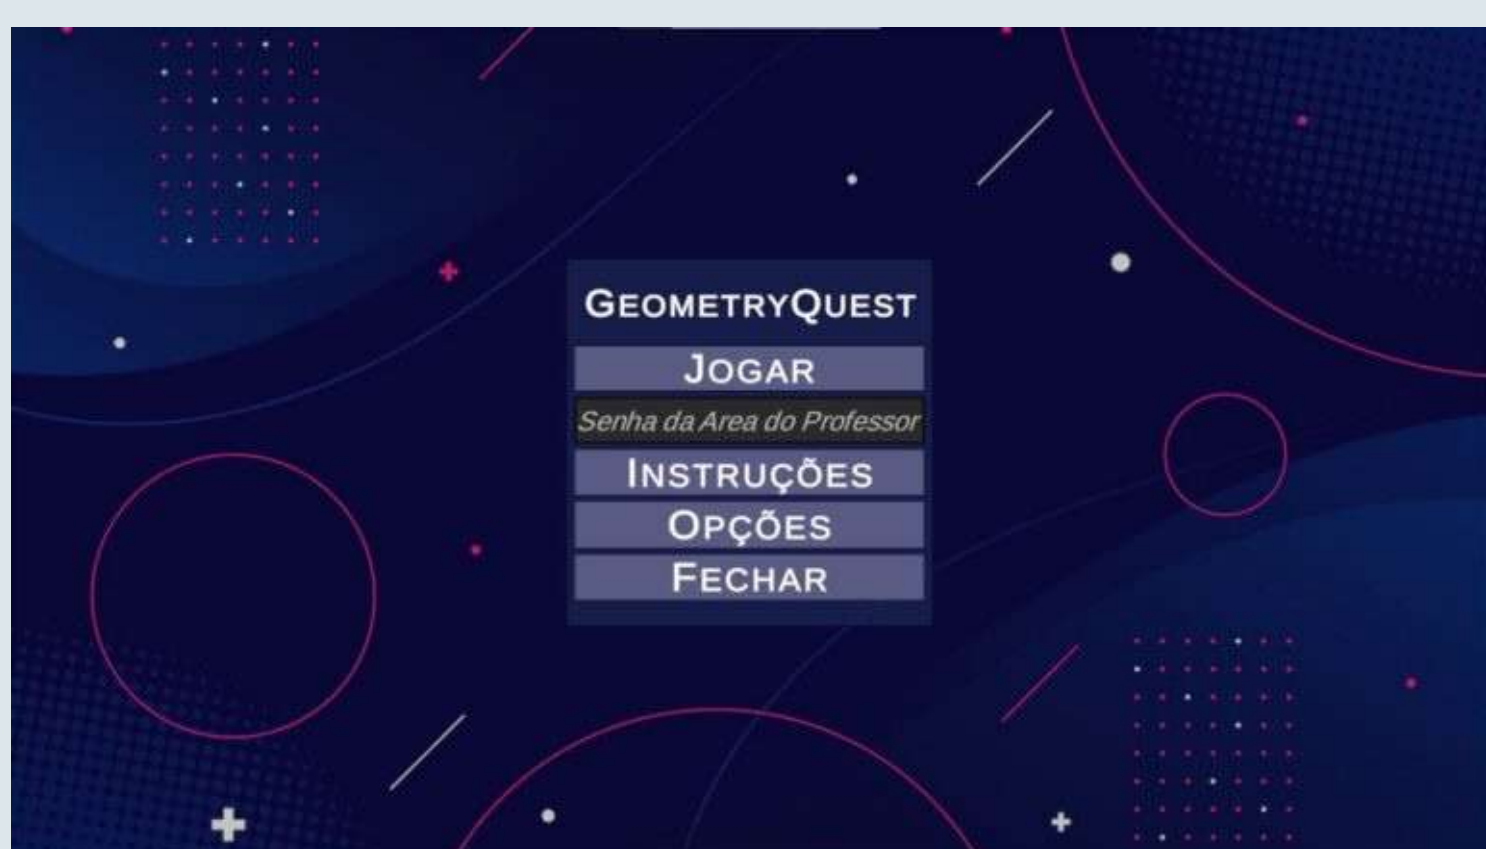 GEOMETRYQUEST
JOGAR
Senha da Area do Professor
INSTRUÇÕES
OPÇÕES
FECHAR